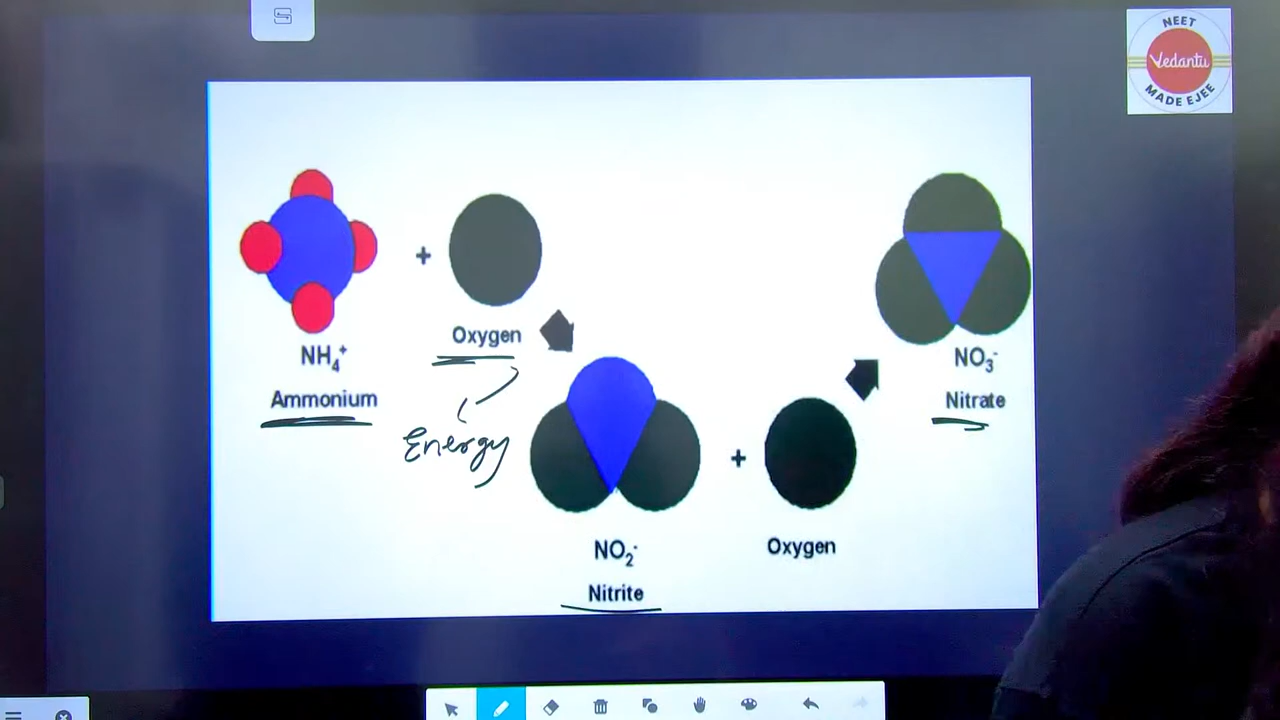 NEET
Vedantu
MADE EJEE
+
Oxygen
NH₄⁺
Ammonium
Energy
NO₃⁻
Nitrate
+
NO₂⁻
Oxygen
Nitrite